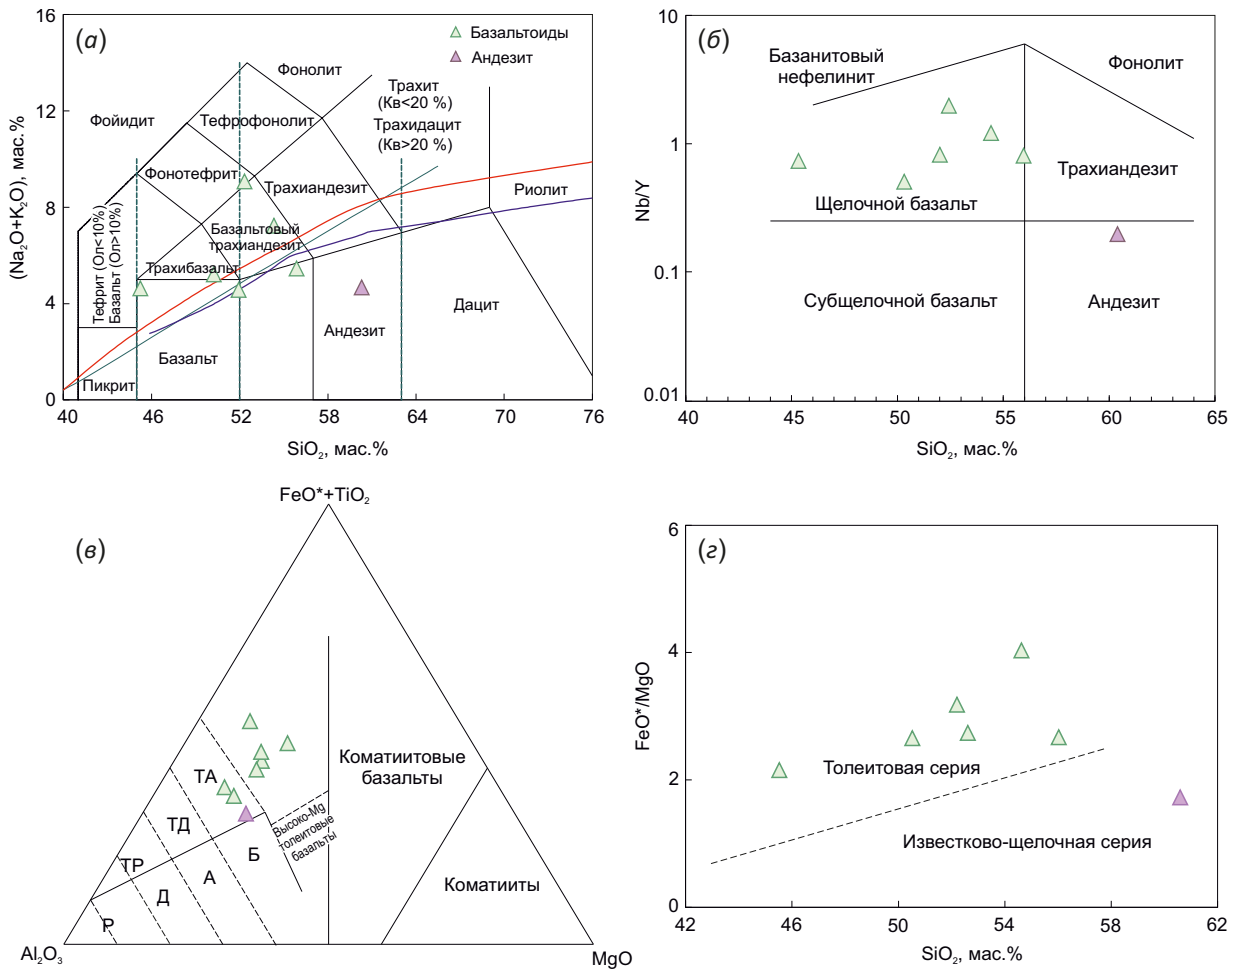 (а)
16
12
8
4
0
(Na₂O+K₂O), мас.%
Базальтоиды
Андезит
Фонолит
Трахит
(Кв<20 %)
Трахидацит
(Кв>20 %)
Фойидит
Тефрофонолит
Фонотефрит
Трахиандезит
Риолит
Базальтовый
трахиандезит
Трахибазальт
Тефрит (Ол<10%)
Базальт (Ол>10%)
Дацит
Андезит
Базальт
Пикрит
40
46
52
58
64
70
76
SiO₂, мас.%
(б)
10
1
0.1
0.01
Nb/Y
Базанитовый
нефелинит
Фонолит
Трахиандезит
Щелочной базальт
Субщелочной базальт
Андезит
40
45
50
55
60
65
SiO₂, мас.%
(в)
FeO*+TiO₂
Коматиитовые
базальты
ТА
Высоко-Mg
толеитовые
базальты
ТД
Б
ТР
А
Коматииты
Д
Р
Al₂O₃
MgO
(г)
6
4
2
0
FeO*/MgO
Толеитовая серия
Известково-щелочная серия
42
46
50
54
58
62
SiO₂, мас.%